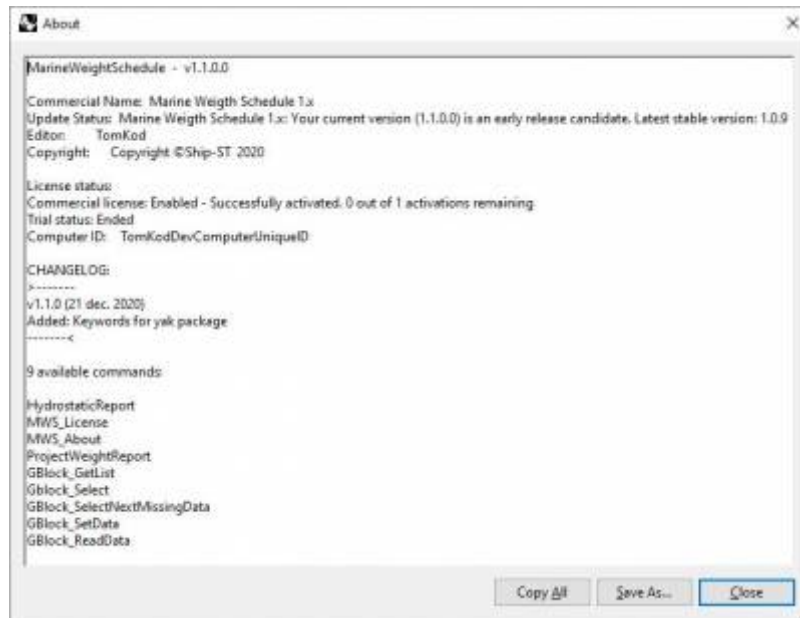 About
MarineWeightSchedule - v1.1.0.0
Commercial Name: Marine Weigth Schedule 1.x
Update Status: Marine Weigth Schedule 1.x: Your current version (1.1.0.0) is an early release candidate. Latest stable version: 1.0.9
Editor: TomKod
Copyright: Copyright ©Ship-ST 2020
License status:
Commercial license: Enabled - Successfully activated. 0 out of 1 activations remaining
Trial status: Ended
Computer ID: TomKodDevComputerUniqueID
CHANGELOG:
>-------
v1.1.0 (21 dec. 2020)
Added: Keywords for yak package
-------<
9 available commands:
HydrostaticReport
MWS_License
MWS_About
ProjectWeightReport
GBlock_GetList
Gblock_Select
GBlock_SelectNextMissingData
GBlock_SetData
GBlock_ReadData
Copy All Save As... Close